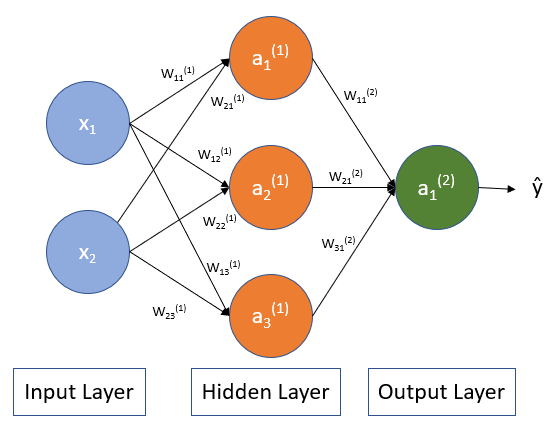 a₁⁽¹⁾
W₁₁⁽¹⁾
W₂₁⁽¹⁾
W₁₁⁽²⁾
x₁
W₁₂⁽¹⁾
a₂⁽¹⁾
W₂₁⁽²⁾
a₁⁽²⁾
ŷ
W₂₂⁽¹⁾
x₂
W₁₃⁽¹⁾
W₃₁⁽²⁾
W₂₃⁽¹⁾
a₃⁽¹⁾
Input Layer
Hidden Layer
Output Layer